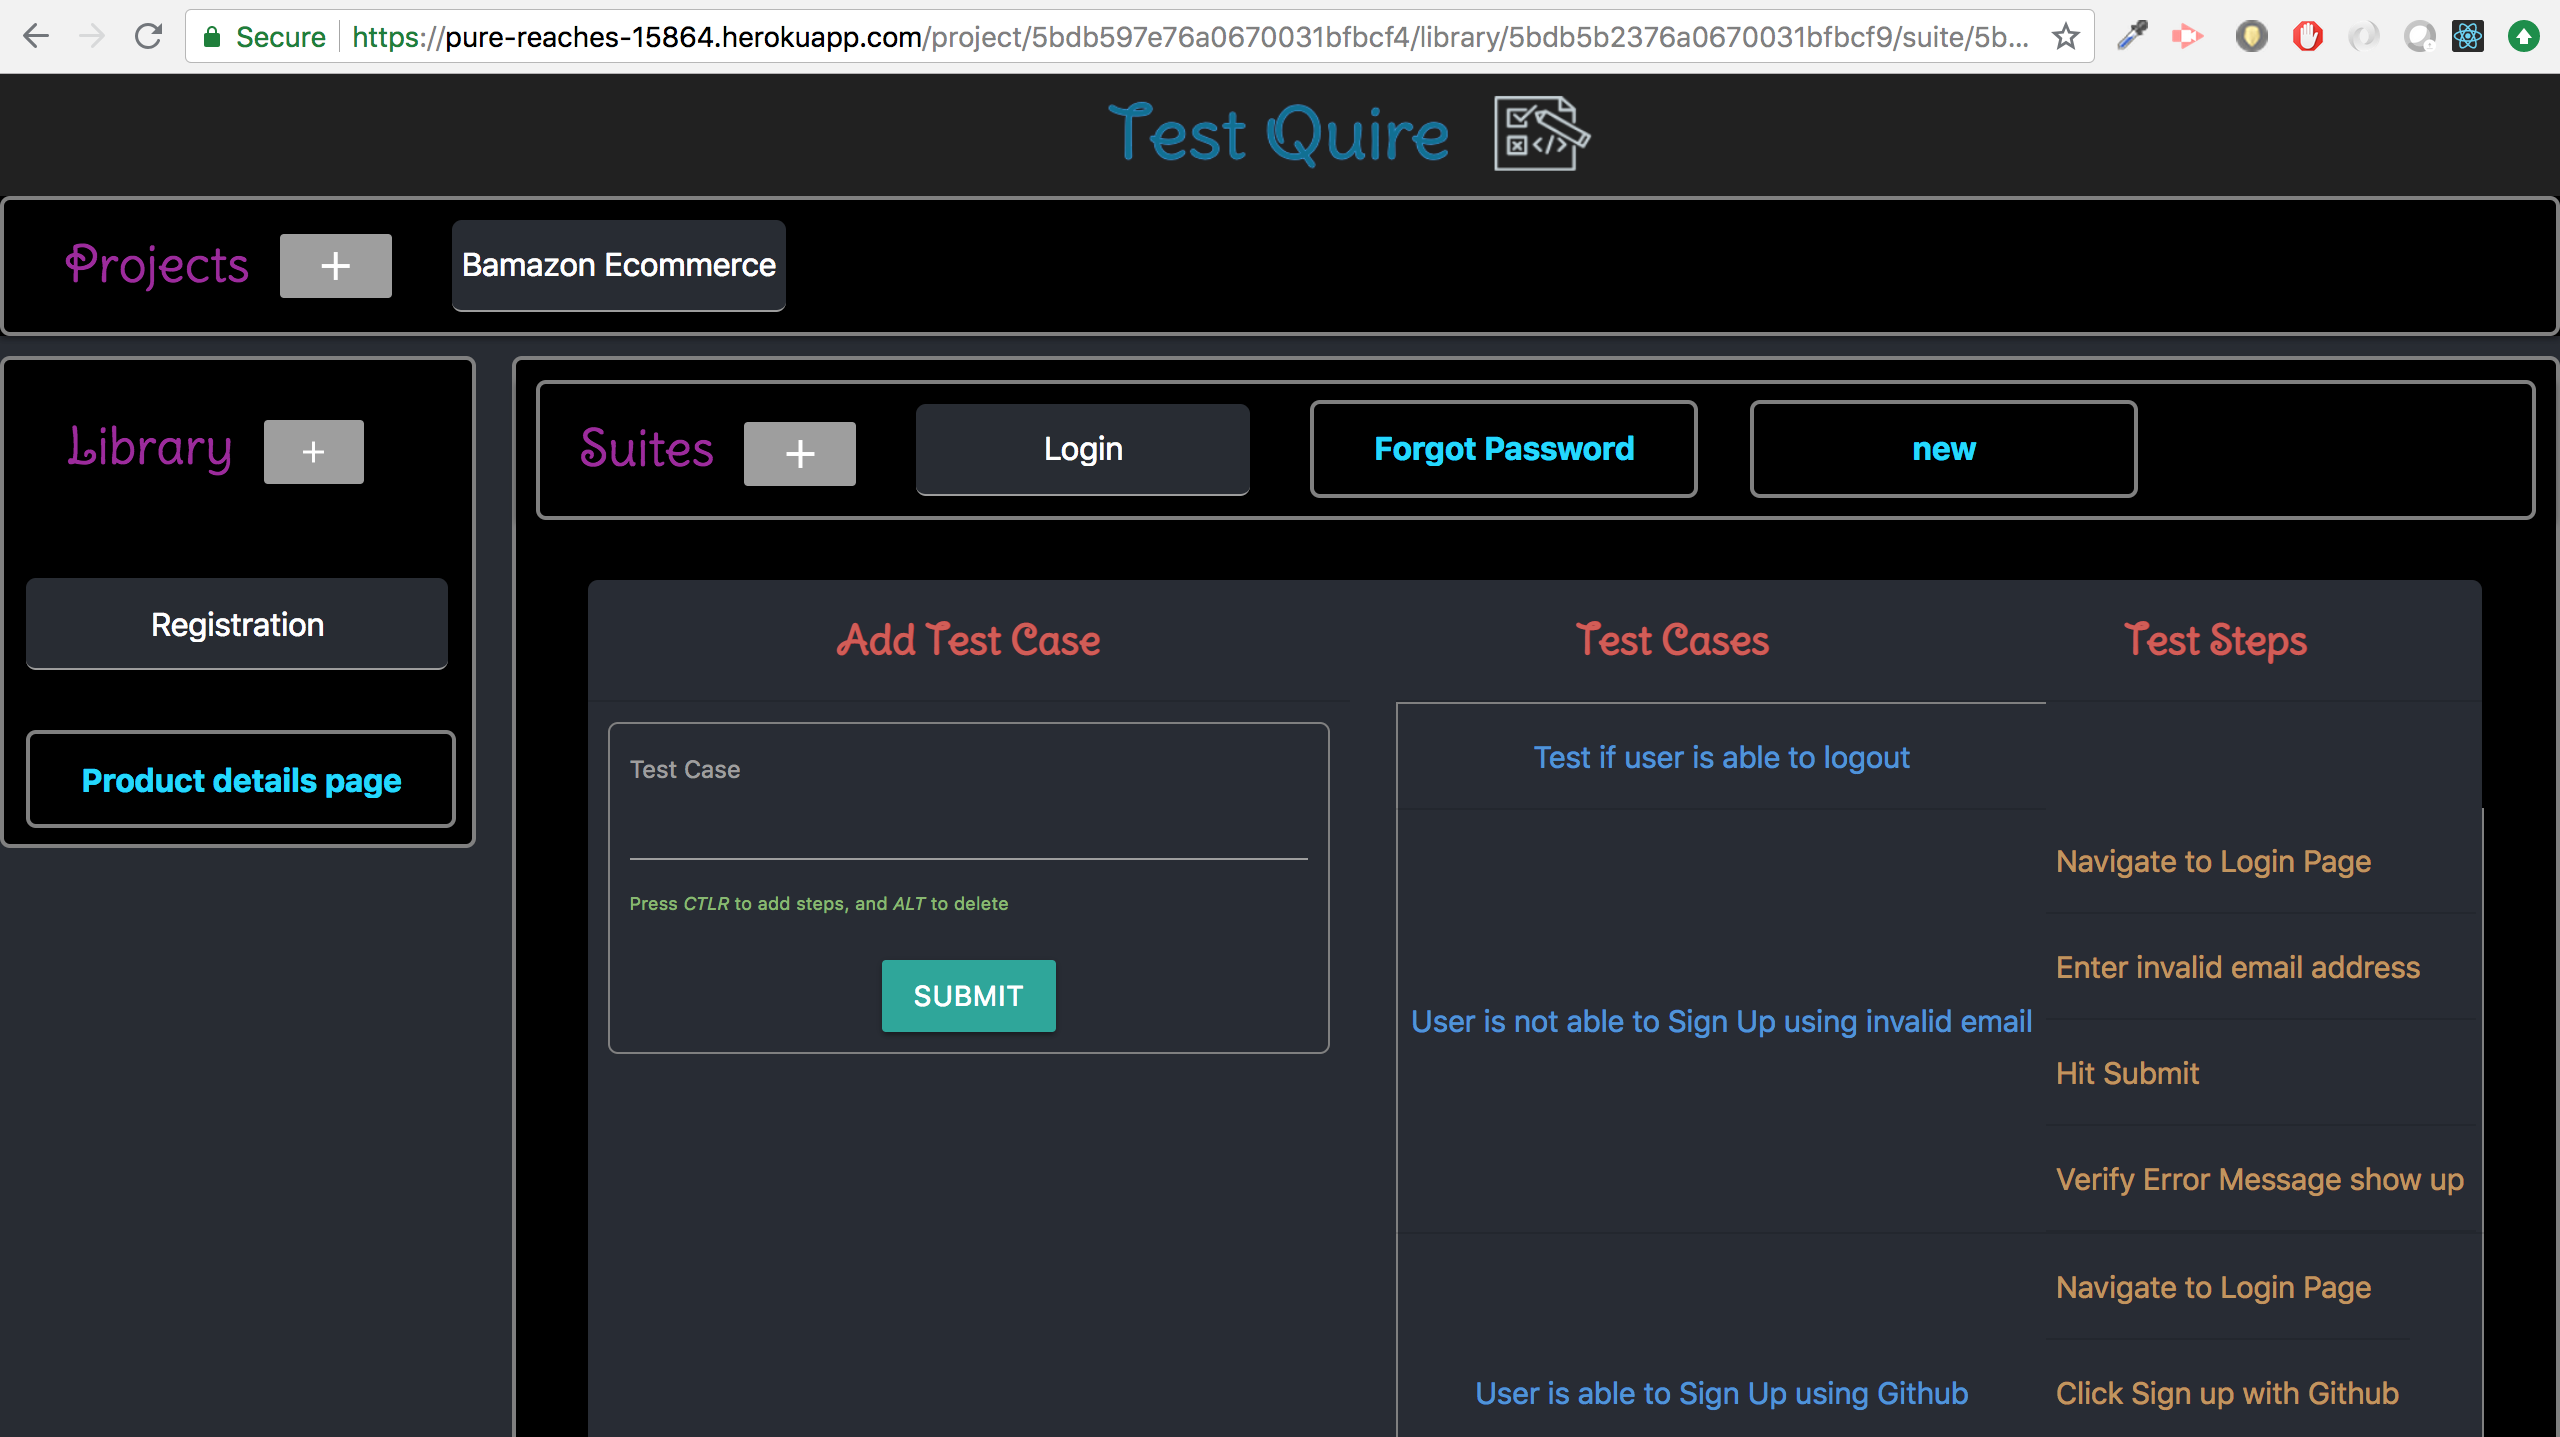 Secure https://pure-reaches-15864.herokuapp.com/project/5bdb597e76a0670031bfbcf4/library/5bdb5b2376a0670031bfbcf9/suite/5b...
Test Quire </>
Projects + Bamazon Ecommerce
Library +
Registration
Product details page
Suites + Login Forgot Password new
Add Test Case Test Cases Test Steps
Test Case
Press CTLR to add steps, and ALT to delete
SUBMIT
Test if user is able to logout
User is not able to Sign Up using invalid email
Navigate to Login Page
Enter invalid email address
Hit Submit
Verify Error Message show up
User is able to Sign Up using Github
Navigate to Login Page
Click Sign up with Github